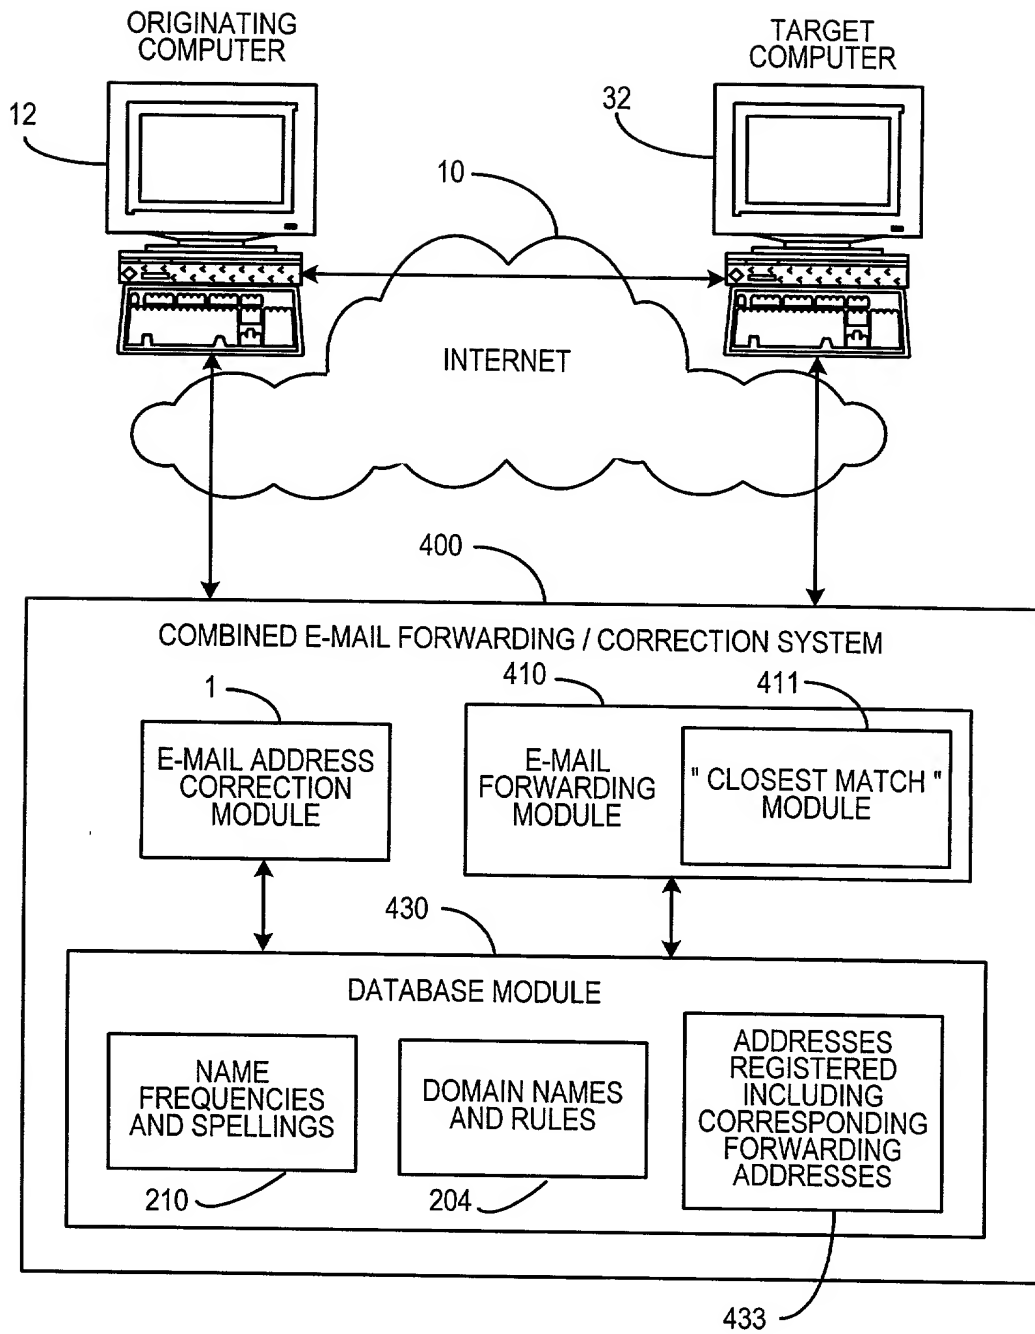 ORIGINATING
COMPUTER
TARGET
COMPUTER
12
32
10
INTERNET
400
COMBINED E-MAIL FORWARDING / CORRECTION SYSTEM
1
410
411
E-MAIL ADDRESS
CORRECTION
MODULE
E-MAIL
FORWARDING
MODULE
" CLOSEST MATCH "
MODULE
430
DATABASE MODULE
NAME
FREQUENCIES
AND SPELLINGS
DOMAIN NAMES
AND RULES
ADDRESSES
REGISTERED
INCLUDING
CORRESPONDING
FORWARDING
ADDRESSES
210
204
433